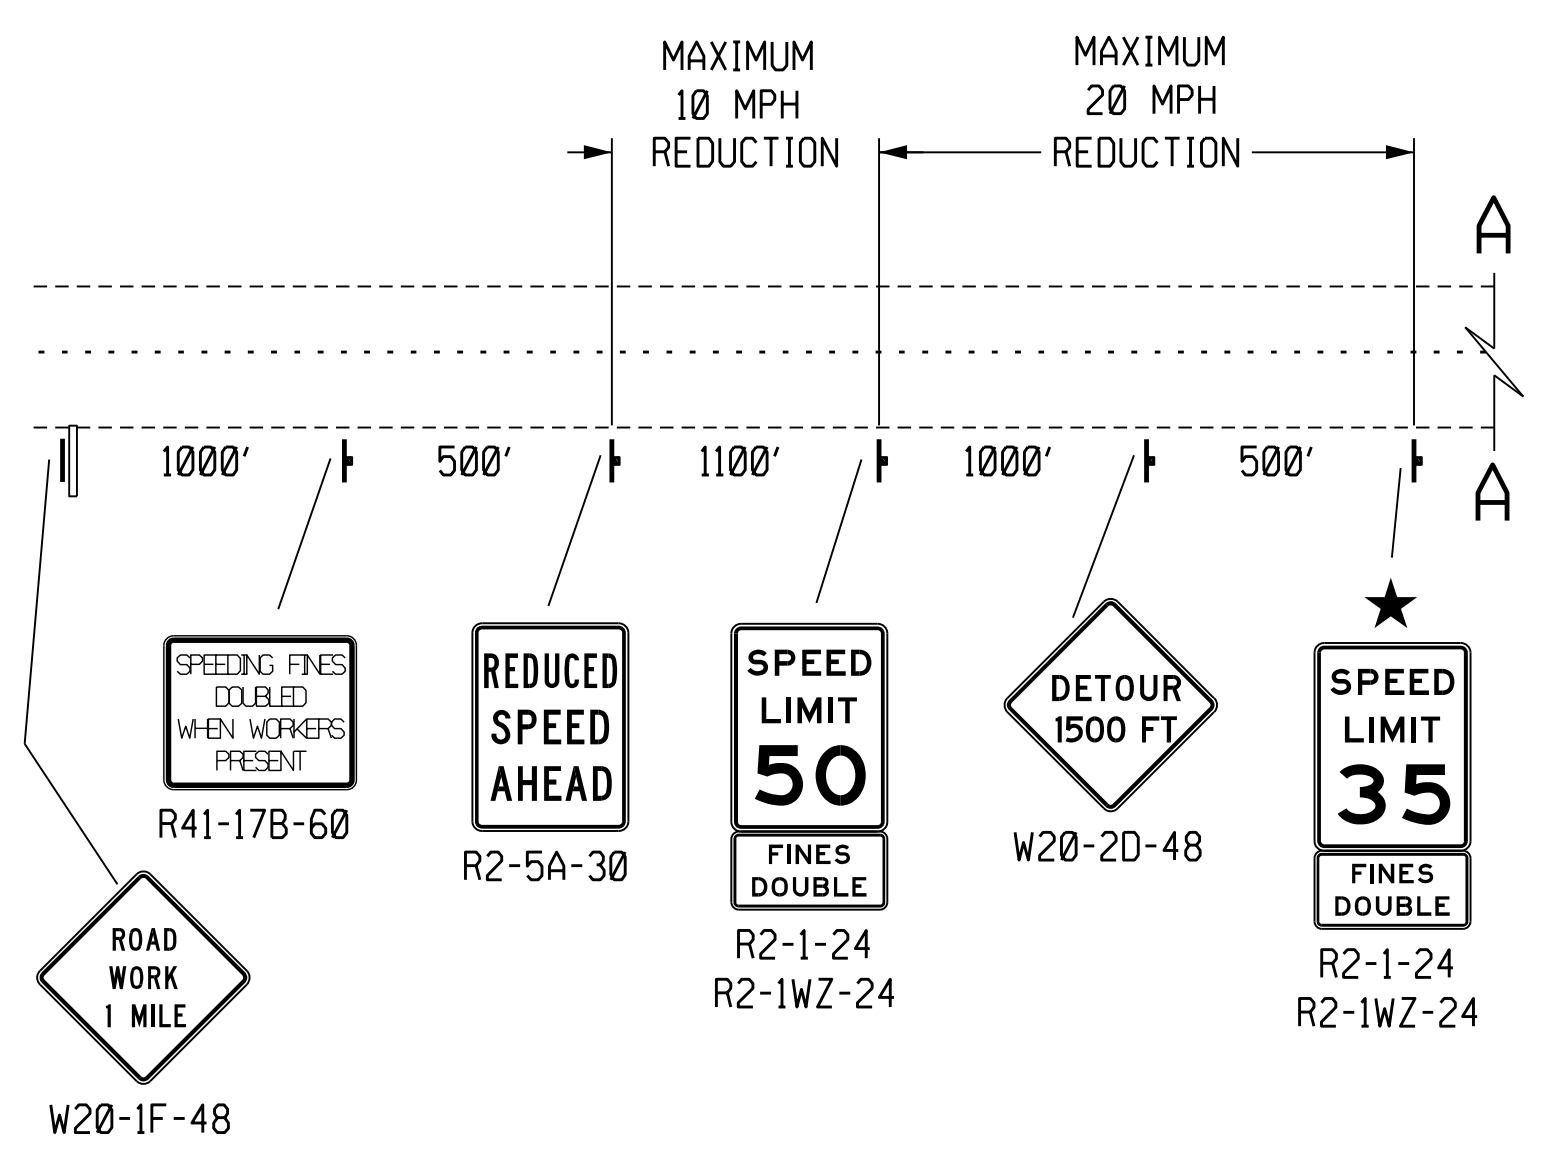 MAXIMUM
10 MPH
REDUCTION
MAXIMUM
20 MPH
REDUCTION
A
1000'
500'
1100'
1000'
500'
A
SPEEDING FINES
DOUBLED
WHEN WORKERS
PRESENT
R41-17B-60
REDUCED
SPEED
AHEAD
R2-5A-30
SPEED
LIMIT
50
FINES
DOUBLE
R2-1-24
R2-1WZ-24
DETOUR
1500 FT
W20-2D-48
SPEED
LIMIT
35
FINES
DOUBLE
R2-1-24
R2-1WZ-24
ROAD
WORK
1 MILE
W20-1F-48